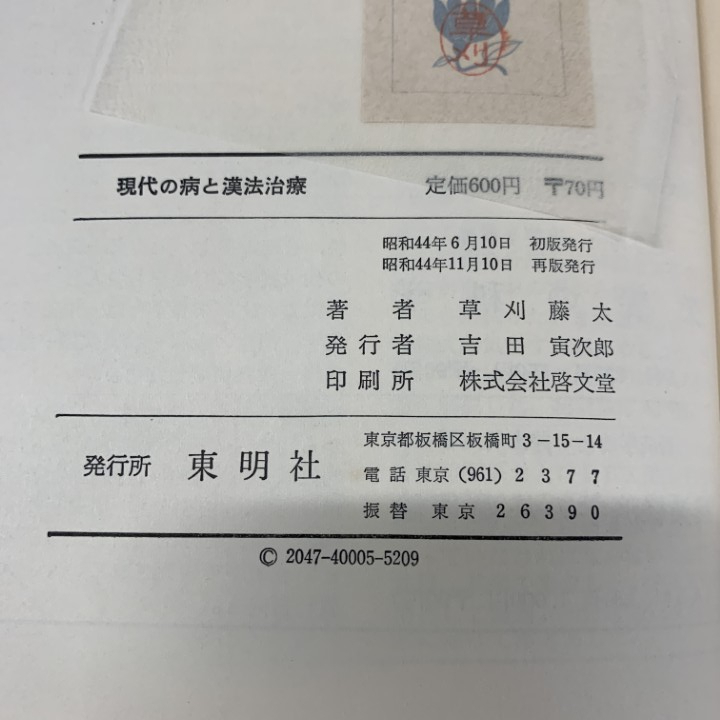 草刈
現代の病と漢法治療 定価600円 〒70円
昭和44年6月10日 初版発行
昭和44年11月10日 再版発行
著者 草刈藤太
発行者 吉田寅次郎
印刷所 株式会社啓文堂
発行所 東明社
東京都板橋区板橋町3-15-14
電話 東京(961)2377
振替 東京26390
© 2047-40005-5209